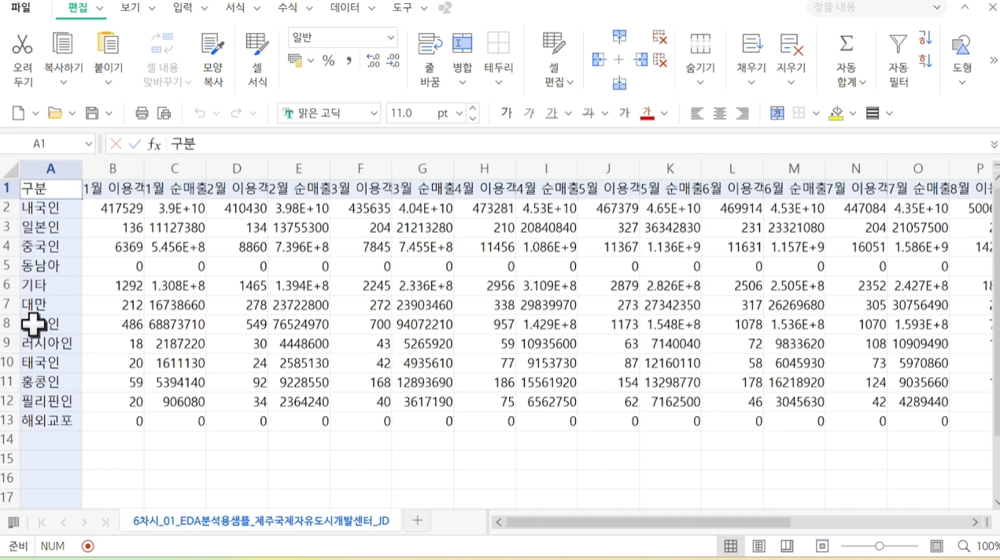 파일 편집 보기 입력 서식 수식 데이터 도구 찾을 내용
일반
% , .00 .00
오려 두기 복사하기 붙이기 셀 내용 맞바꾸기 모양 복사 셀 서식 줄 바꿈 병합 테두리 셀 편집 숨기기 채우기 지우기 자동 합계 자동 필터 도형
맑은 고딕 11.0 pt 가 가 가 가 가 가 가
A1 fx 구분
A B C D E F G H I J K L M N O P
1 구분 1월 이용객 1월 순매출 2월 이용객 2월 순매출 3월 이용객 3월 순매출 4월 이용객 4월 순매출 5월 이용객 5월 순매출 6월 이용객 6월 순매출 7월 이용객 7월 순매출 8월 이용
2 내국인 417529 3.9E+10 410430 3.98E+10 435635 4.04E+10 473281 4.53E+10 467379 4.65E+10 469914 4.53E+10 447084 4.35E+10 500
3 일본인 136 11127380 134 13755300 204 21213280 210 20840840 327 36342830 231 23321080 204 21057500
4 중국인 6369 5.456E+8 8860 7.396E+8 7845 7.455E+8 11456 1.086E+9 11367 1.136E+9 11631 1.157E+9 16051 1.586E+9 142
5 동남아 0 0 0 0 0 0 0 0 0 0 0 0 0 0
6 기타 1292 1.308E+8 1465 1.394E+8 2245 2.336E+8 2956 3.109E+8 2879 2.826E+8 2506 2.505E+8 2352 2.427E+8 18
7 대만 212 16738660 278 23722800 272 23903460 338 29839970 273 27342350 317 26269680 305 30756490
8 인 486 68873710 549 76524970 700 94072210 957 1.429E+8 1173 1.548E+8 1078 1.536E+8 1070 1.593E+8
9 러시아인 18 2187220 30 4448600 43 5265920 59 10935600 63 7140040 72 9833620 108 10909490
10 태국인 20 1611130 24 2585130 42 4935610 77 9153730 87 12160110 58 6045930 73 5970860
11 홍콩인 59 5394140 92 9228550 168 12893690 186 15561920 154 13298770 178 16218920 124 9035660
12 필리핀인 20 906080 34 2364240 40 3617190 75 6562750 62 7162500 46 3045630 42 4289440
13 해외교포 0 0 0 0 0 0 0 0 0 0 0 0 0 0
14
15
16
17
6차시_01_EDA분석용샘플_제주국제자유도시개발센터_JD
준비 NUM 100%